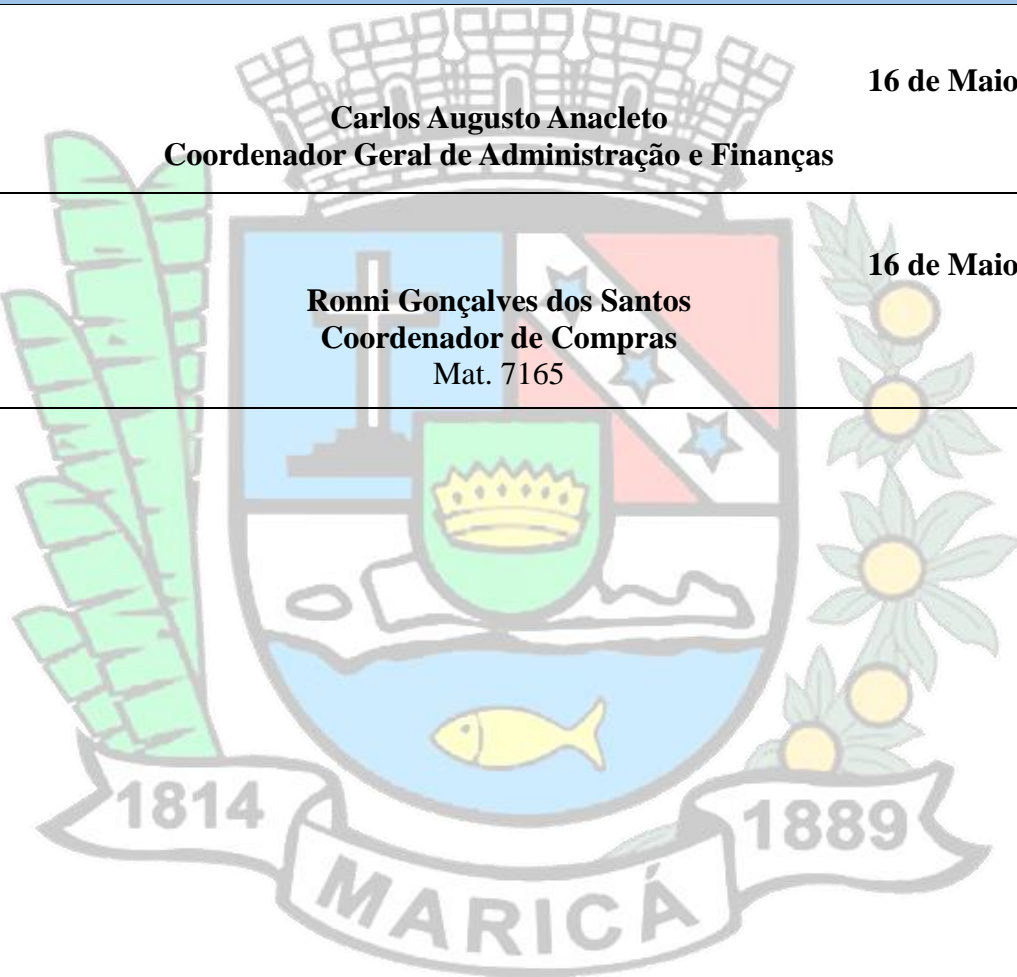 16 de Maio
Carlos Augusto Anacleto
Coordenador Geral de Administração e Finanças
16 de Maio
Ronni Gonçalves dos Santos
Coordenador de Compras
Mat. 7165
1814
1889
MARICÁ